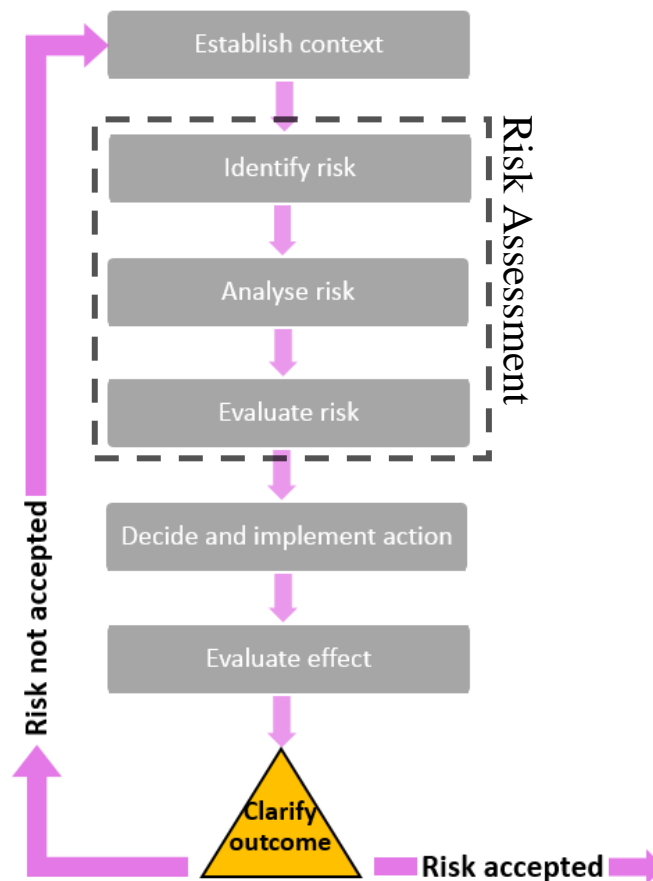 Establish context
Identify risk
Risk Assessment
Analyse risk
Evaluate risk
Decide and implement action
Evaluate effect
Risk not accepted
Clarify
outcome
Risk accepted